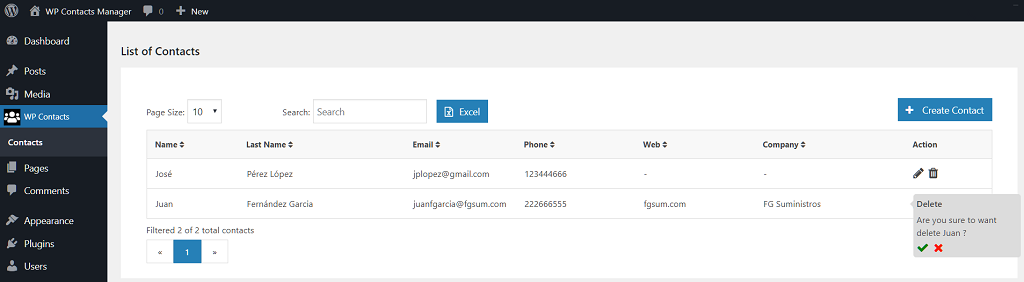 WP Contacts Manager 0 + New
Dashboard
Posts
Media
WP Contacts
Contacts
Pages
Comments
Appearance
Plugins
Users
List of Contacts
Page Size: 10 Search: Search Excel + Create Contact
Name Last Name Email Phone Web Company Action
José Pérez López jplopez@gmail.com 123444666 - -
Juan Fernández García juanfgarcia@fgsum.com 222666555 fgsum.com FG Suministros
Delete
Are you sure to want
delete Juan ?
Filtered 2 of 2 total contacts
« 1 »